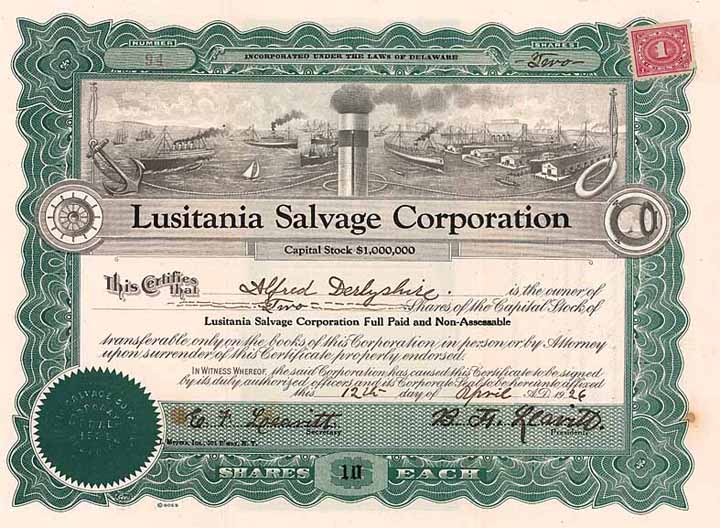 NUMBER
94
INCORPORATED UNDER THE LAWS OF DELAWARE
SHARES
Two
1
Lusitania Salvage Corporation
Capital Stock $1,000,000
This Certifies that Alfred Derbyshire is the owner of
Two Shares of the Capital Stock of
Lusitania Salvage Corporation Full Paid and Non-Assessable
transferable only on the books of this Corporation in person or by Attorney
upon surrender of this Certificate properly endorsed.
IN WITNESS WHEREOF, the said Corporation has caused this Certificate to be signed
by its duly authorized officers and its Corporate Seal to be hereunto affixed
this 12th day of April A.D. 1926
E. F. Leavitt B. F. Leavitt
Secretary President
Inc., N. Y.
SHARES $10 EACH
© GOES